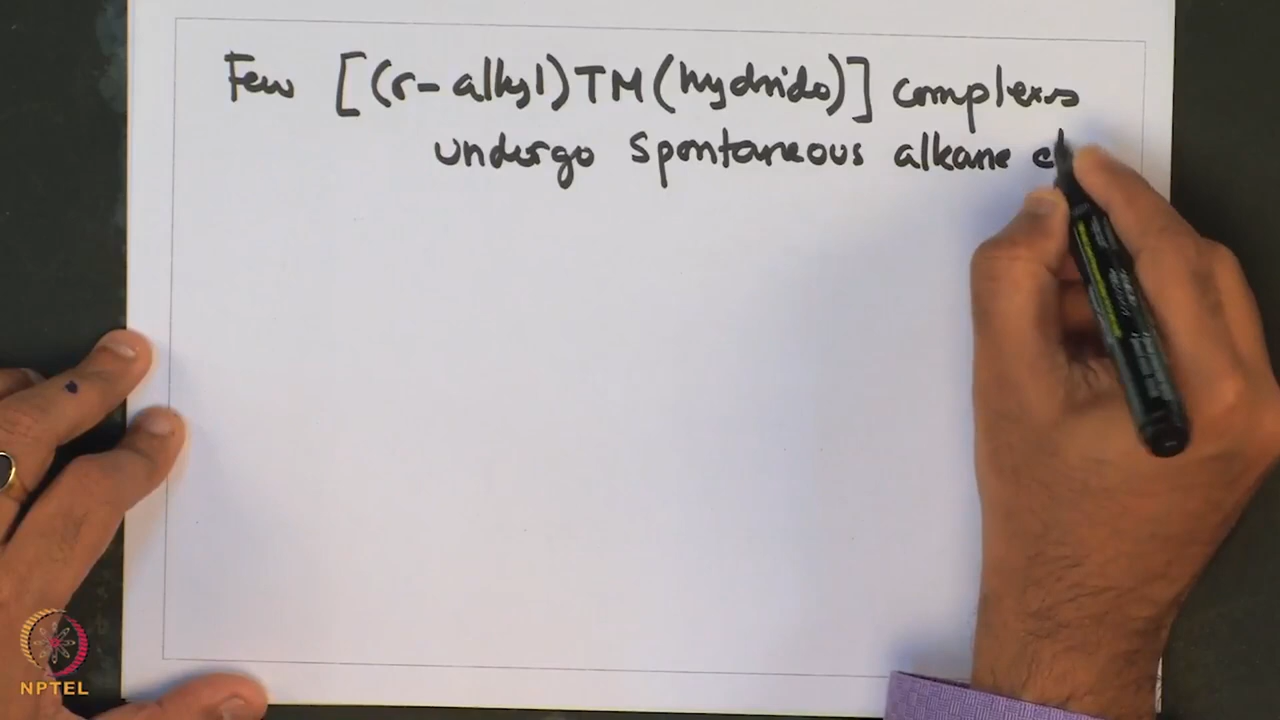 Few [(σ-alkyl)TM(hydrido)] complexes
undergo spontaneous alkane e
NPTEL